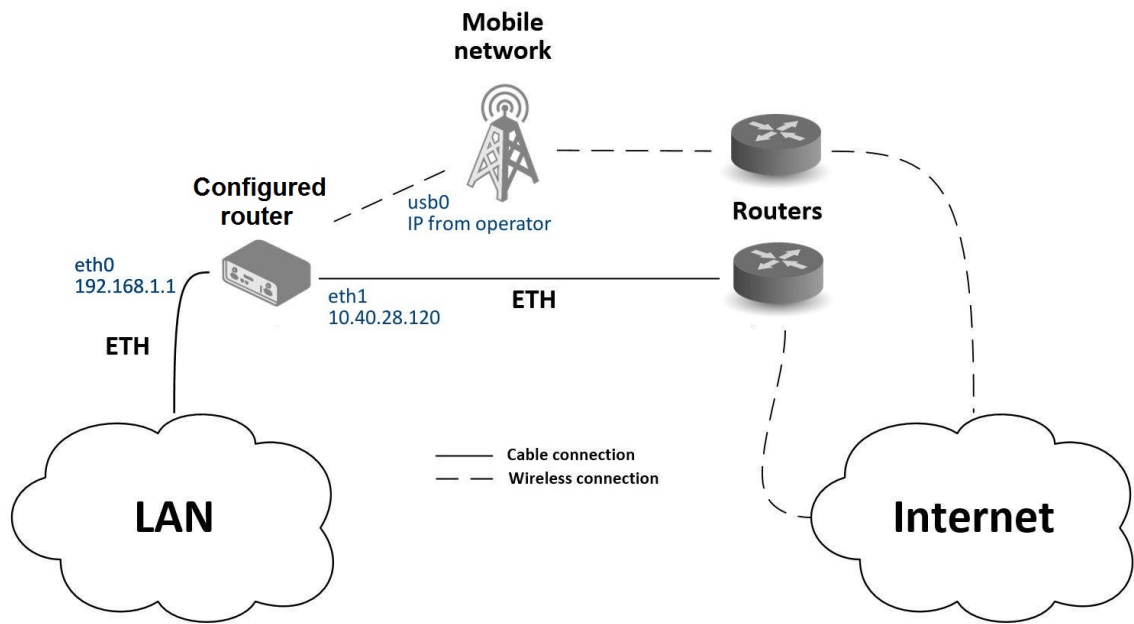 Mobile
network
Configured
router
usb0
IP from operator
Routers
eth0
192.168.1.1
eth1
10.40.28.120
ETH
ETH
Cable connection
Wireless connection
LAN
Internet